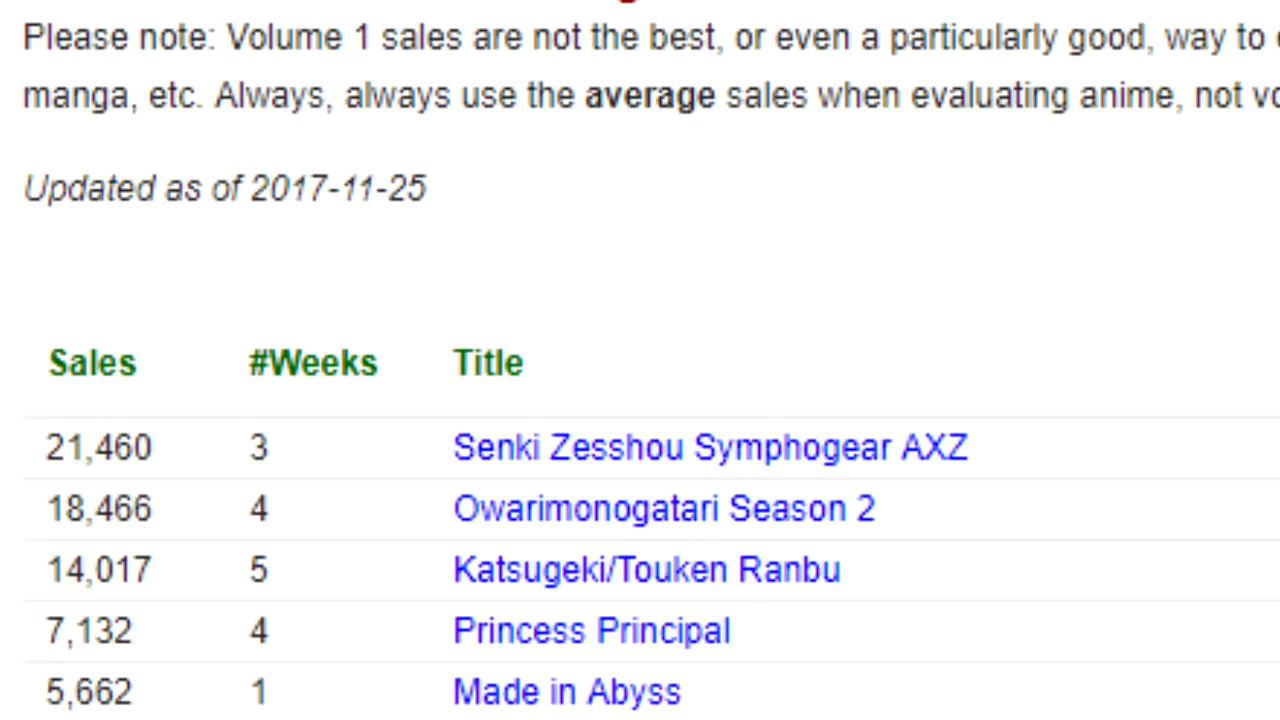 Please note: Volume 1 sales are not the best, or even a particularly good, way to
manga, etc. Always, always use the average sales when evaluating anime, not
Updated as of 2017-11-25
Sales #Weeks Title
21,460 3 Senki Zesshou Symphogear AXZ
18,466 4 Owarimonogatari Season 2
14,017 5 Katsugeki/Touken Ranbu
7,132 4 Princess Principal
5,662 1 Made in Abyss